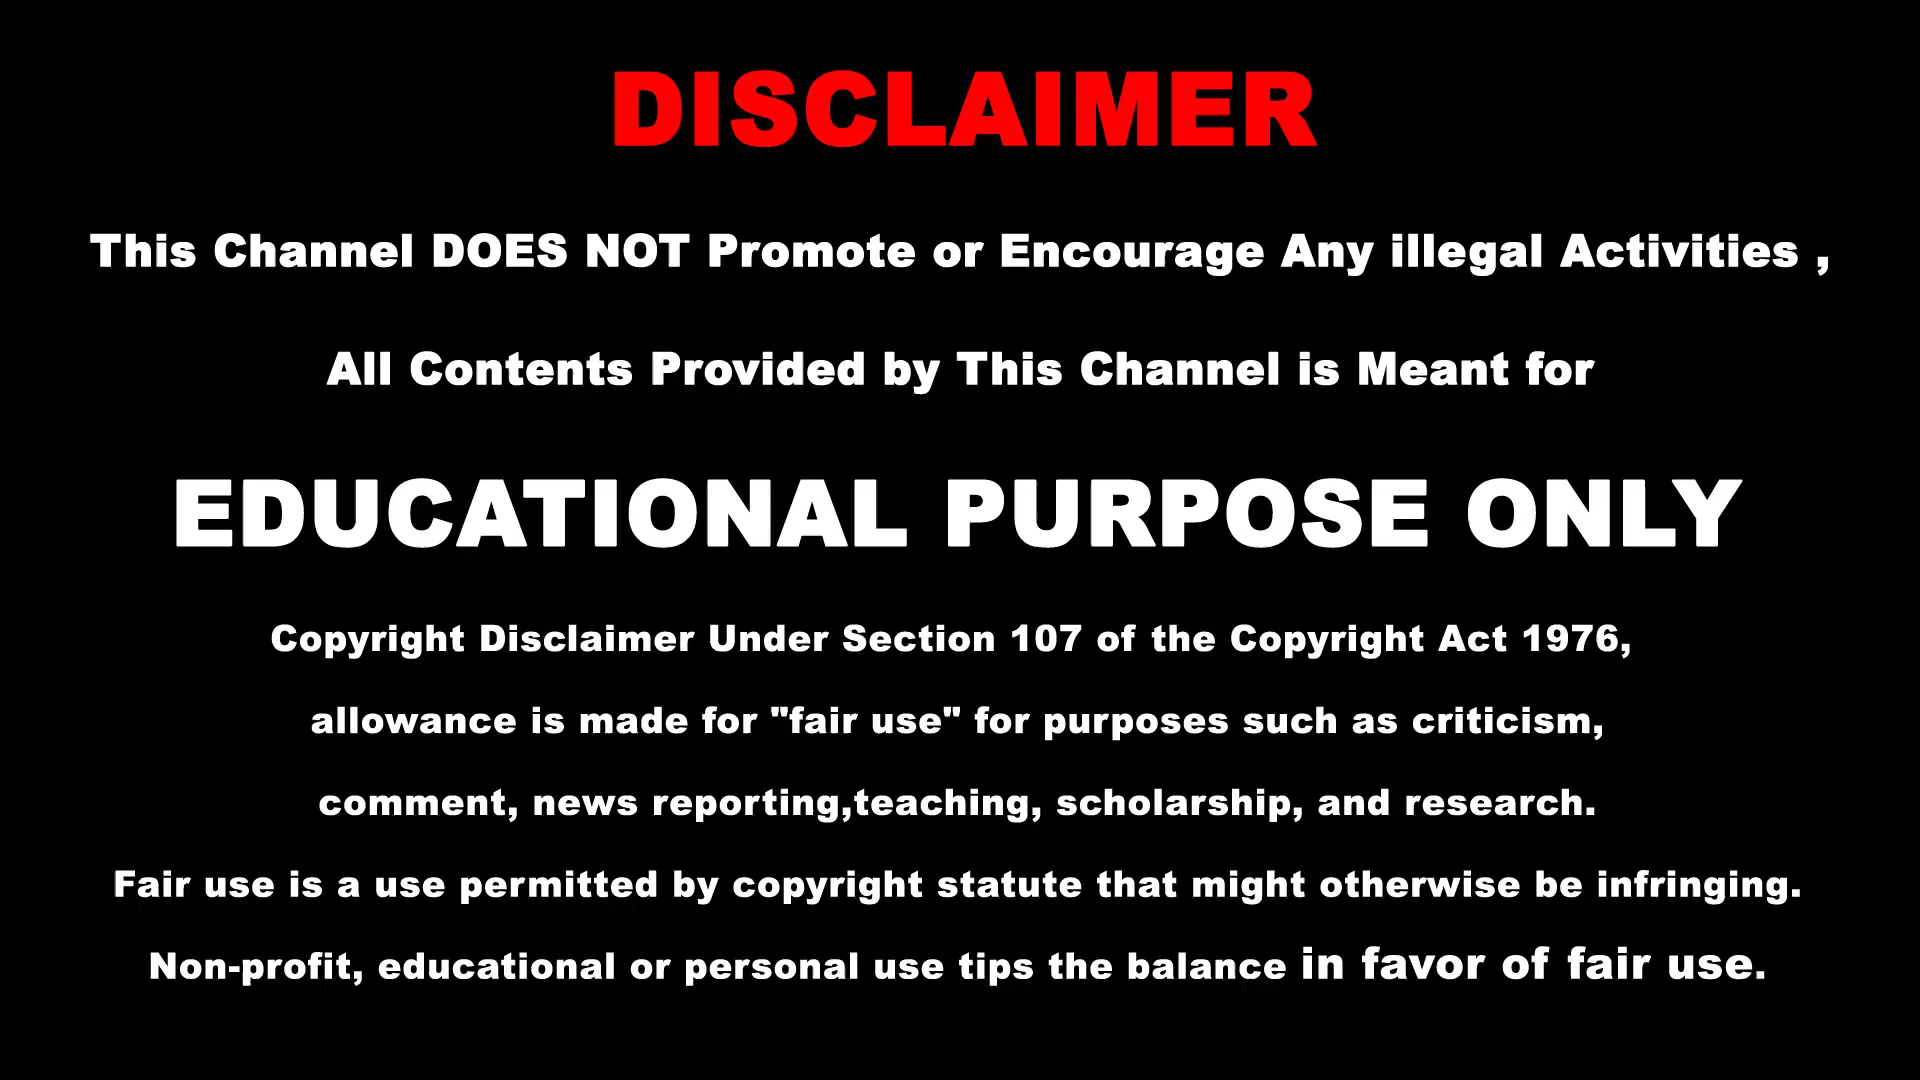 DISCLAIMER
This Channel DOES NOT Promote or Encourage Any illegal Activities ,
All Contents Provided by This Channel is Meant for
EDUCATIONAL PURPOSE ONLY
Copyright Disclaimer Under Section 107 of the Copyright Act 1976,
allowance is made for "fair use" for purposes such as criticism,
comment, news reporting,teaching, scholarship, and research.
Fair use is a use permitted by copyright statute that might otherwise be infringing.
Non-profit, educational or personal use tips the balance in favor of fair use.